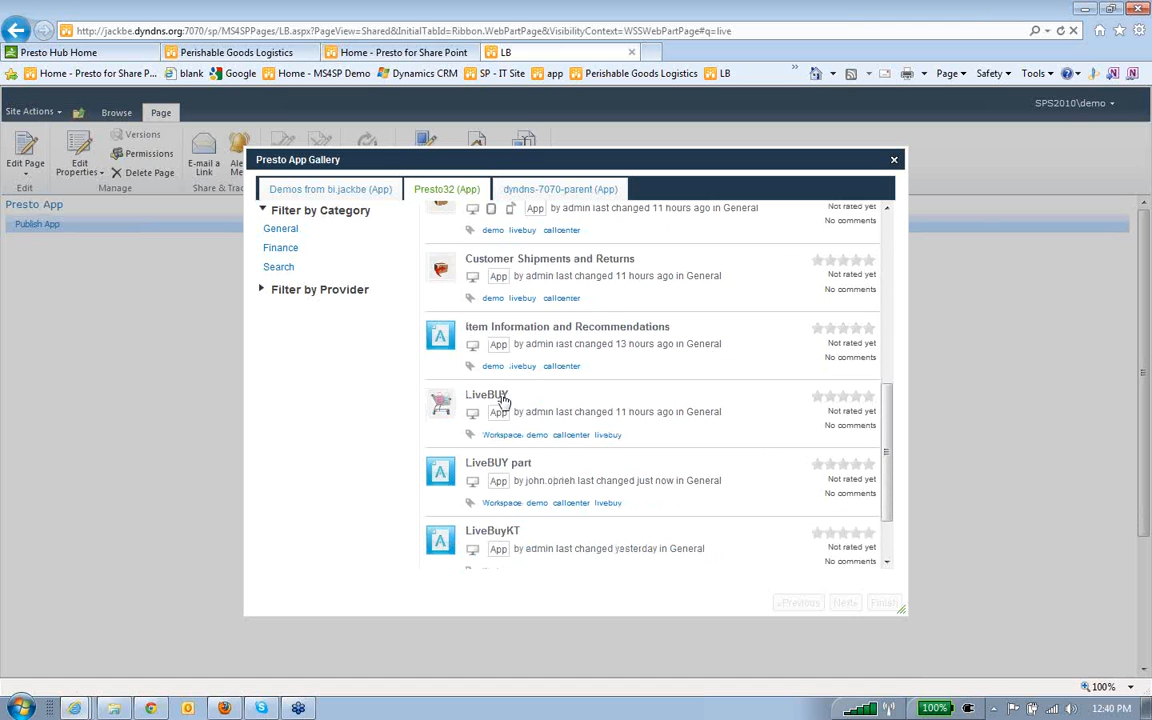 http://jackbe.dyndns.org:7070/sp/MS4SPPages/LB.aspx?PageView=Shared&InitialTabId=Ribbon.WebPartPage&VisibilityContext=WSSWebPartPage#q=live
Presto Hub Home
Perishable Goods Logistics
Home - Presto for Share Point
LB
Home - Presto for Share P...
blank
Google
Home - MS4SP Demo
Dynamics CRM
SP - IT Site
app
Perishable Goods Logistics
LB
Page
Safety
Tools
Site Actions
Browse
Page
SPS2010\demo
Edit Page
Edit Properties
Versions
Permissions
Delete Page
E-mail a Link
Edit
Manage
Presto App
Publish App
Presto App Gallery
Demos from bi.jackbe (App)
Presto32 (App)
dyndns-7070-parent (App)
Filter by Category
General
Finance
Search
Filter by Provider
App by admin last changed 11 hours ago in General
Not rated yet
No comments
demo livebuy callcenter
Customer Shipments and Returns
App by admin last changed 11 hours ago in General
Not rated yet
No comments
demo livebuy callcenter
Item Information and Recommendations
App by admin last changed 13 hours ago in General
Not rated yet
No comments
demo livebuy callcenter
LiveBUY
App by admin last changed 11 hours ago in General
Not rated yet
No comments
Workspace demo callcenter livebuy
LiveBUY part
App by john.oprieh last changed just now in General
Not rated yet
No comments
Workspace demo callcenter livebuy
LiveBuyKT
App by admin last changed yesterday in General
Not rated yet
No comments
«Previous
Next»
Finish
100%
100%
12:40 PM